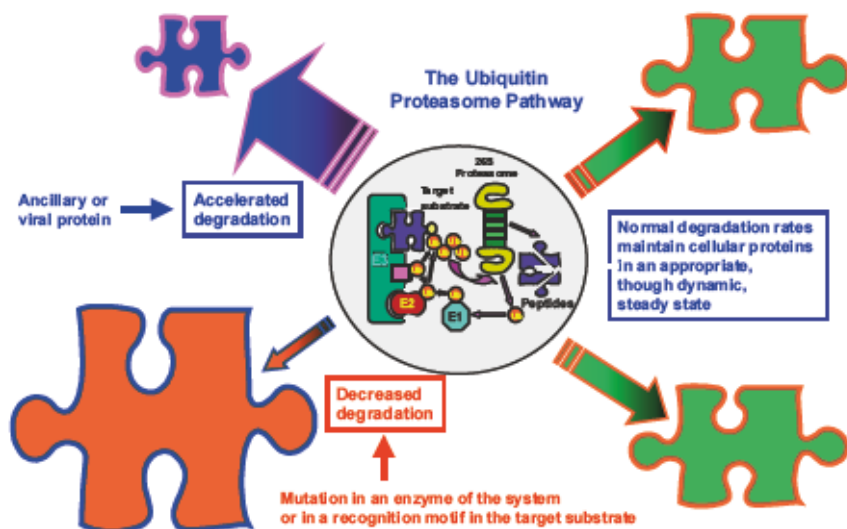 The Ubiquitin
Proteasome Pathway
Ancillary or
viral protein
Accelerated
degradation
26S
Proteasome
Target
substrate
E3
E2
E1
Peptides
Normal degradation rates
maintain cellular proteins
in an appropriate,
though dynamic,
steady state
Decreased
degradation
Mutation in an enzyme of the system
or in a recognition motif in the target substrate